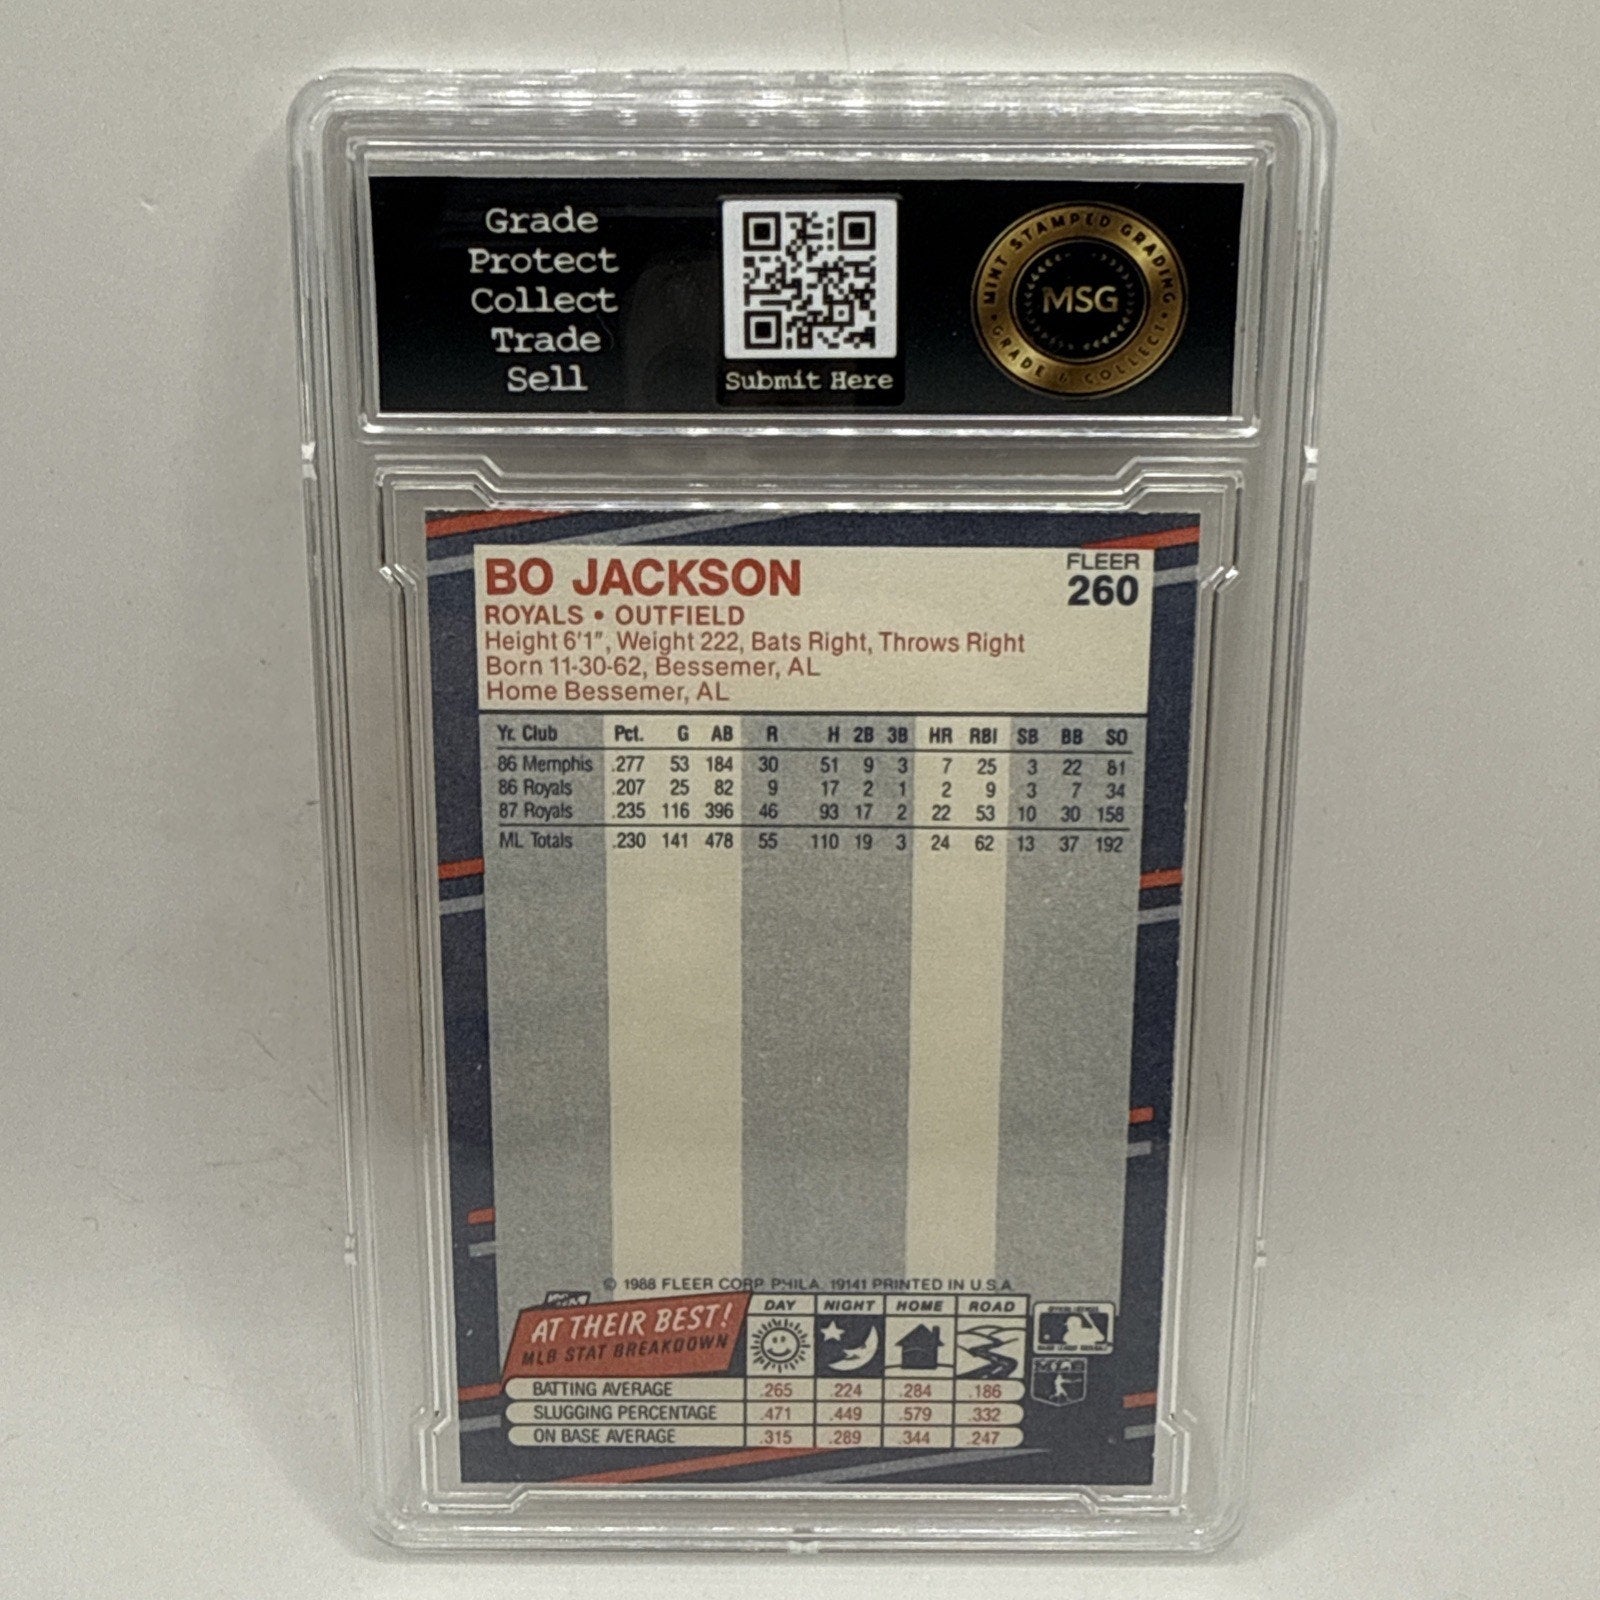 Grade
Protect
Collect
Trade
Sell
Submit Here
MINT STAMPED GRADING
MSG
GRADE & COLLECT
BO JACKSON
FLEER
260
ROYALS • OUTFIELD
Height 6'1", Weight 222, Bats Right, Throws Right
Born 11-30-62, Bessemer, AL
Home Bessemer, AL
Yr. Club Pct. G AB R H 2B 3B HR RBI SB BB SO
86 Memphis .277 53 184 30 51 9 3 7 25 3 22 81
86 Royals .207 25 82 9 17 2 1 2 9 3 7 34
87 Royals .235 116 396 46 93 17 2 22 53 10 30 158
ML Totals .230 141 478 55 110 19 3 24 62 13 37 192
© 1988 FLEER CORP. PHILA. 19141 PRINTED IN U.S.A.
AT THEIR BEST!
MLB STAT BREAKDOWN
DAY NIGHT HOME ROAD
BATTING AVERAGE .265 .224 .284 .186
SLUGGING PERCENTAGE .471 .449 .579 .332
ON BASE AVERAGE .315 .289 .344 .247
MLB